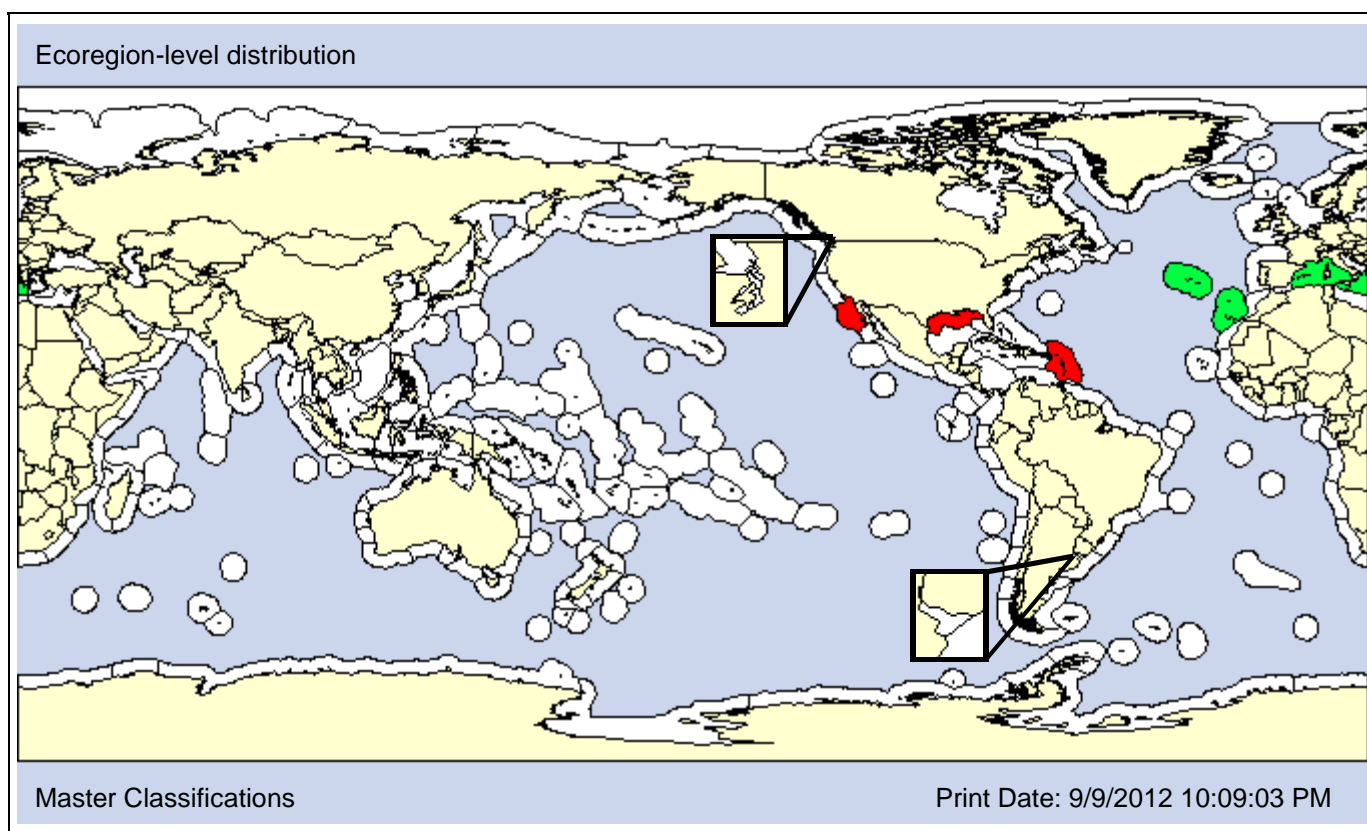 Ecoregion-level distribution
Master Classifications
Print Date: 9/9/2012 10:09:03 PM